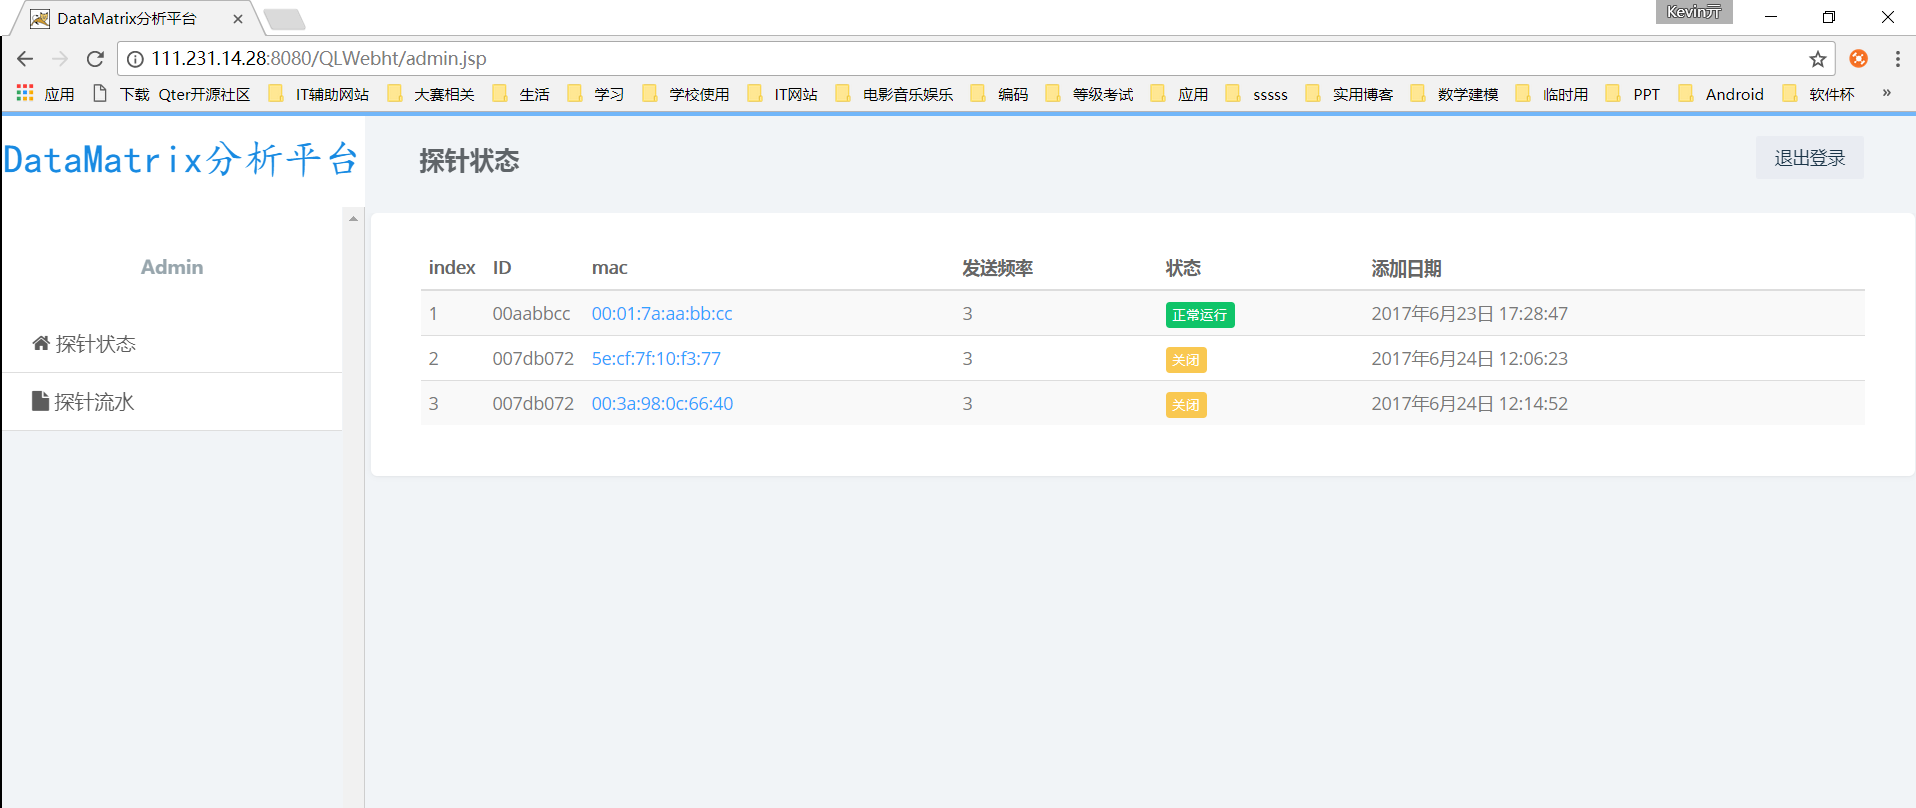 DataMatrix分析平台
Kevin亓
111.231.14.28:8080/QLWebht/admin.jsp
应用 下载 Qter开源社区 IT辅助网站 大赛相关 生活 学习 学校使用 IT网站 电影音乐娱乐 编码 等级考试 应用 sssss 实用博客 数学建模 临时用 PPT Android 软件杯 »
DataMatrix分析平台
探针状态
退出登录
Admin
探针状态
探针流水
index ID mac 发送频率 状态 添加日期
1 00aabbcc 00:01:7a:aa:bb:cc 3 正常运行 2017年6月23日 17:28:47
2 007db072 5e:cf:7f:10:f3:77 3 关闭 2017年6月24日 12:06:23
3 007db072 00:3a:98:0c:66:40 3 关闭 2017年6月24日 12:14:52